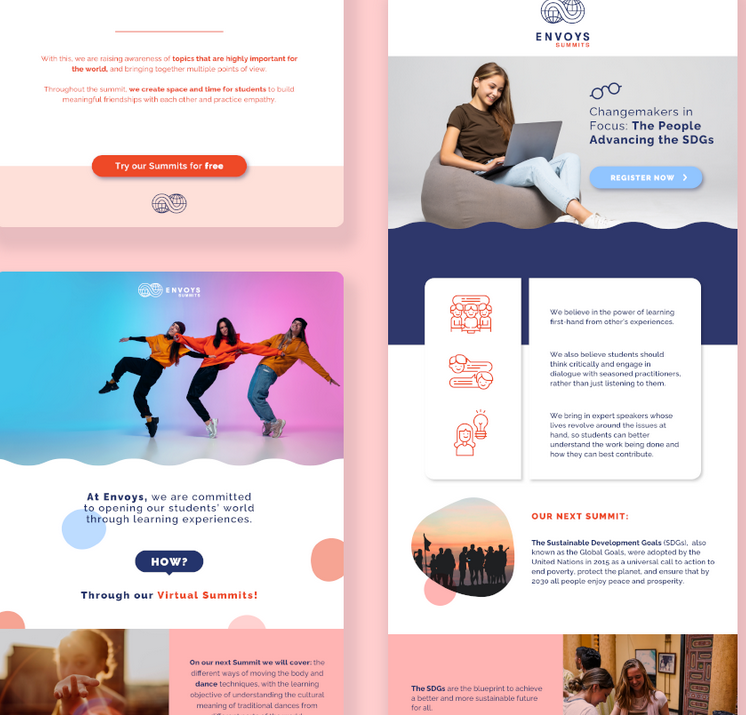 With this, we are raising awareness of topics that are highly important for
the world, and bringing together multiple points of view.
Throughout the summit, we create space and time for students to build
meaningful friendships with each other and practice empathy.
Try our Summits for free
ENVOYS
SUMMITS
At Envoys, we are committed
to opening our students' world
through learning experiences.
HOW?
Through our Virtual Summits!
On our next Summit we will cover: the
different ways of moving the body and
dance techniques, with the learning
objective of understanding the cultural
meaning of traditional dances from
ENVOYS
SUMMITS
Changemakers in
Focus: The People
Advancing the SDGs
REGISTER NOW
We believe in the power of learning
first-hand from other's experiences.
We also believe students should
think critically and engage in
dialogue with seasoned practitioners,
rather than just listening to them.
We bring in expert speakers whose
lives revolve around the issues at
hand, so students can better
understand the work being done and
how they can best contribute.
OUR NEXT SUMMIT:
The Sustainable Development Goals (SDGs), also
known as the Global Goals, were adopted by the
United Nations in 2015 as a universal call to action to
end poverty, protect the planet, and ensure that by
2030 all people enjoy peace and prosperity.
The SDGs are the blueprint to achieve
a better and more sustainable future
for all.